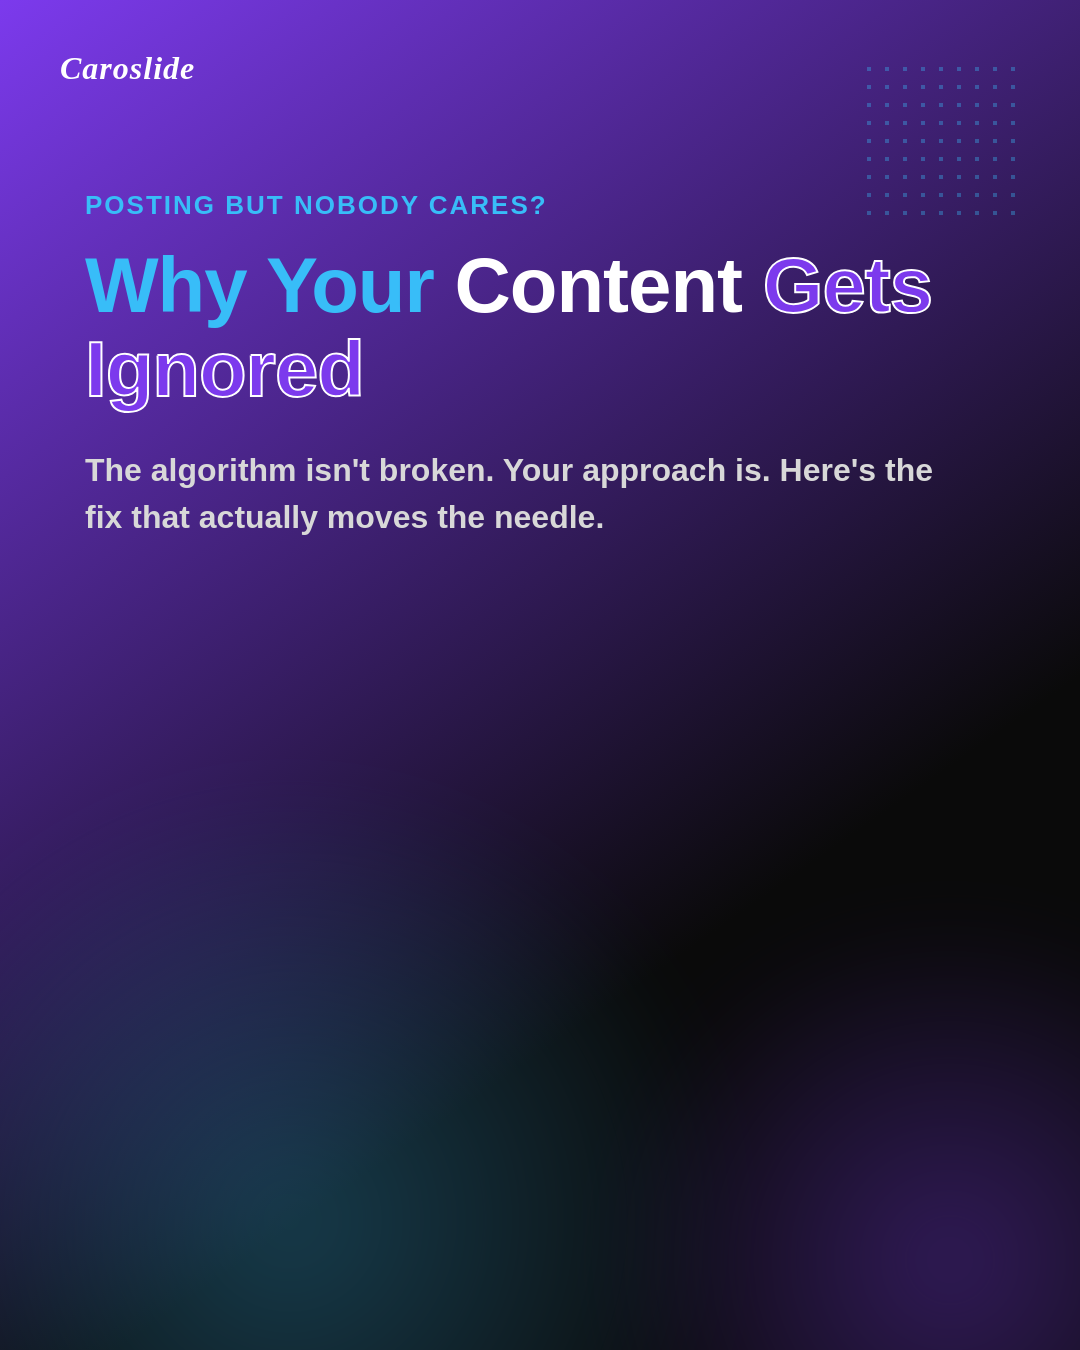 Caroslide
POSTING BUT NOBODY CARES?
Why Your Content Gets
Ignored
The algorithm isn't broken. Your approach is. Here's the
fix that actually moves the needle.